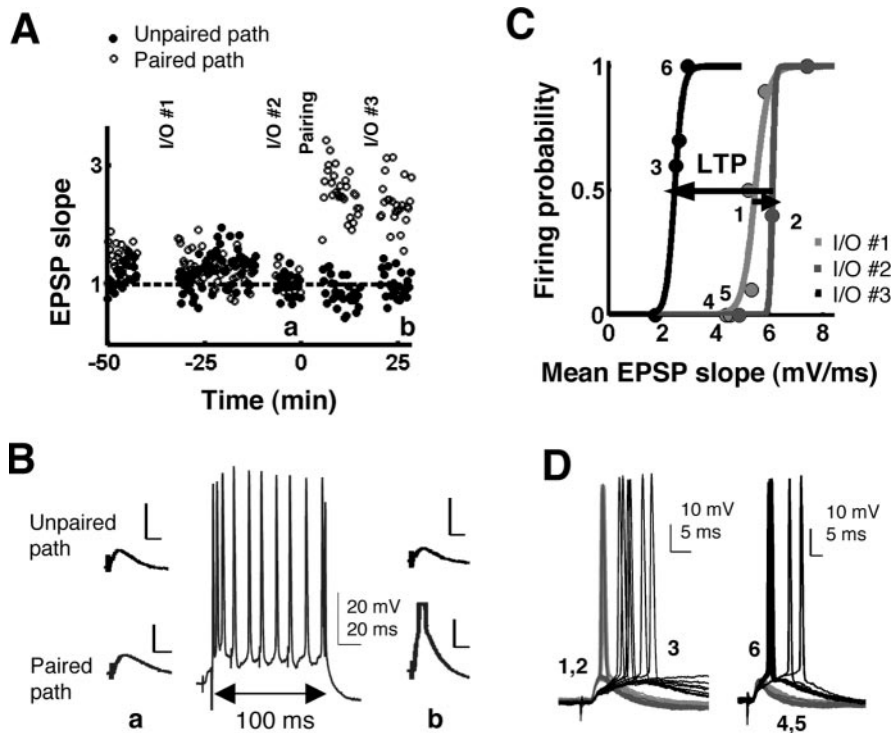 A
Unpaired path
Paired path
I/O #1
I/O #2
Pairing
I/O #3
3
1
EPSP slope
a
b
-50
-25
0
25
Time (min)
B
Unpaired
path
Paired
path
a
20 mV
20 ms
100 ms
b
C
Firing probability
1
0.5
0
6
3
LTP
1
2
4
5
I/O #1
I/O #2
I/O #3
0
2
4
6
8
Mean EPSP slope (mV/ms)
D
10 mV
5 ms
1,2
3
10 mV
5 ms
6
4,5